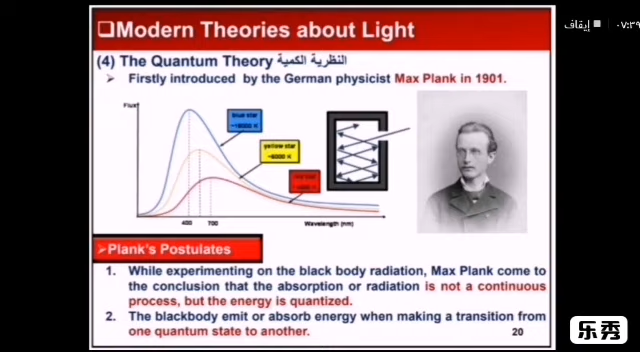 إيقاف
٠٧:٣٩
❑Modern Theories about Light
(4) The Quantum Theory النظرية الكمية
➢ Firstly introduced by the German physicist Max Plank in 1901.
Flux
blue star
yellow star
400
700
Wavelength (nm)
➢Plank's Postulates
1. While experimenting on the black body radiation, Max Plank come to
the conclusion that the absorption or radiation is not a continuous
process, but the energy is quantized.
2. The blackbody emit or absorb energy when making a transition from
one quantum state to another.
20
乐秀